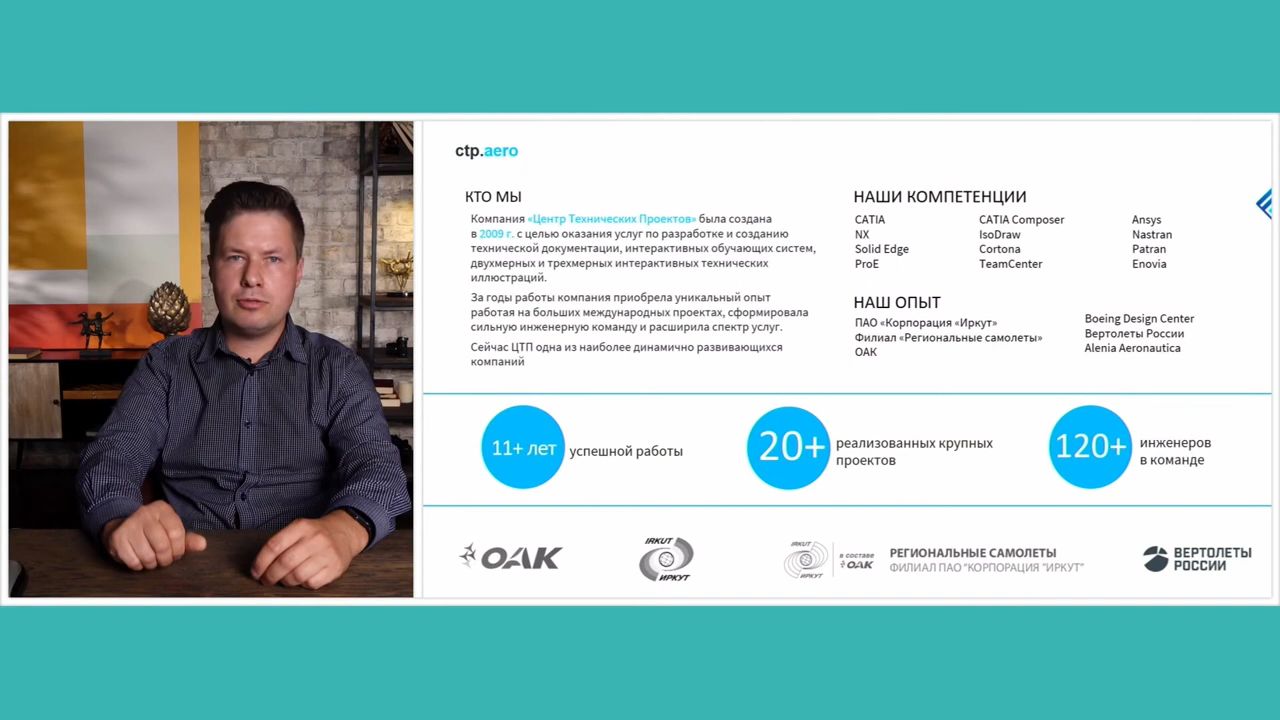 ctp.aero
КТО МЫ
Компания «Центр Технических Проектов» была создана
в 2009 г. с целью оказания услуг по разработке и созданию
технической документации, интерактивных обучающих систем,
двухмерных и трехмерных интерактивных технических
иллюстраций.
За годы работы компания приобрела уникальный опыт
работая на больших международных проектах, сформировала
сильную инженерную команду и расширила спектр услуг.
Сейчас ЦТП одна из наиболее динамично развивающихся
компаний
НАШИ КОМПЕТЕНЦИИ
CATIA
NX
Solid Edge
ProE
CATIA Composer
IsoDraw
Cortona
TeamCenter
Ansys
Nastran
Patran
Enovia
НАШ ОПЫТ
ПАО «Корпорация «Иркут»
Филиал «Региональные самолеты»
ОАК
Boeing Design Center
Вертолеты России
Alenia Aeronautica
11+ лет
успешной работы
20+
реализованных крупных
проектов
120+
инженеров
в команде
ОАК
IRKUT
ИРКУТ
IRKUT
ИРКУТ
в составе
ОАК
РЕГИОНАЛЬНЫЕ САМОЛЕТЫ
ФИЛИАЛ ПАО "КОРПОРАЦИЯ "ИРКУТ"
ВЕРТОЛЕТЫ
РОССИИ